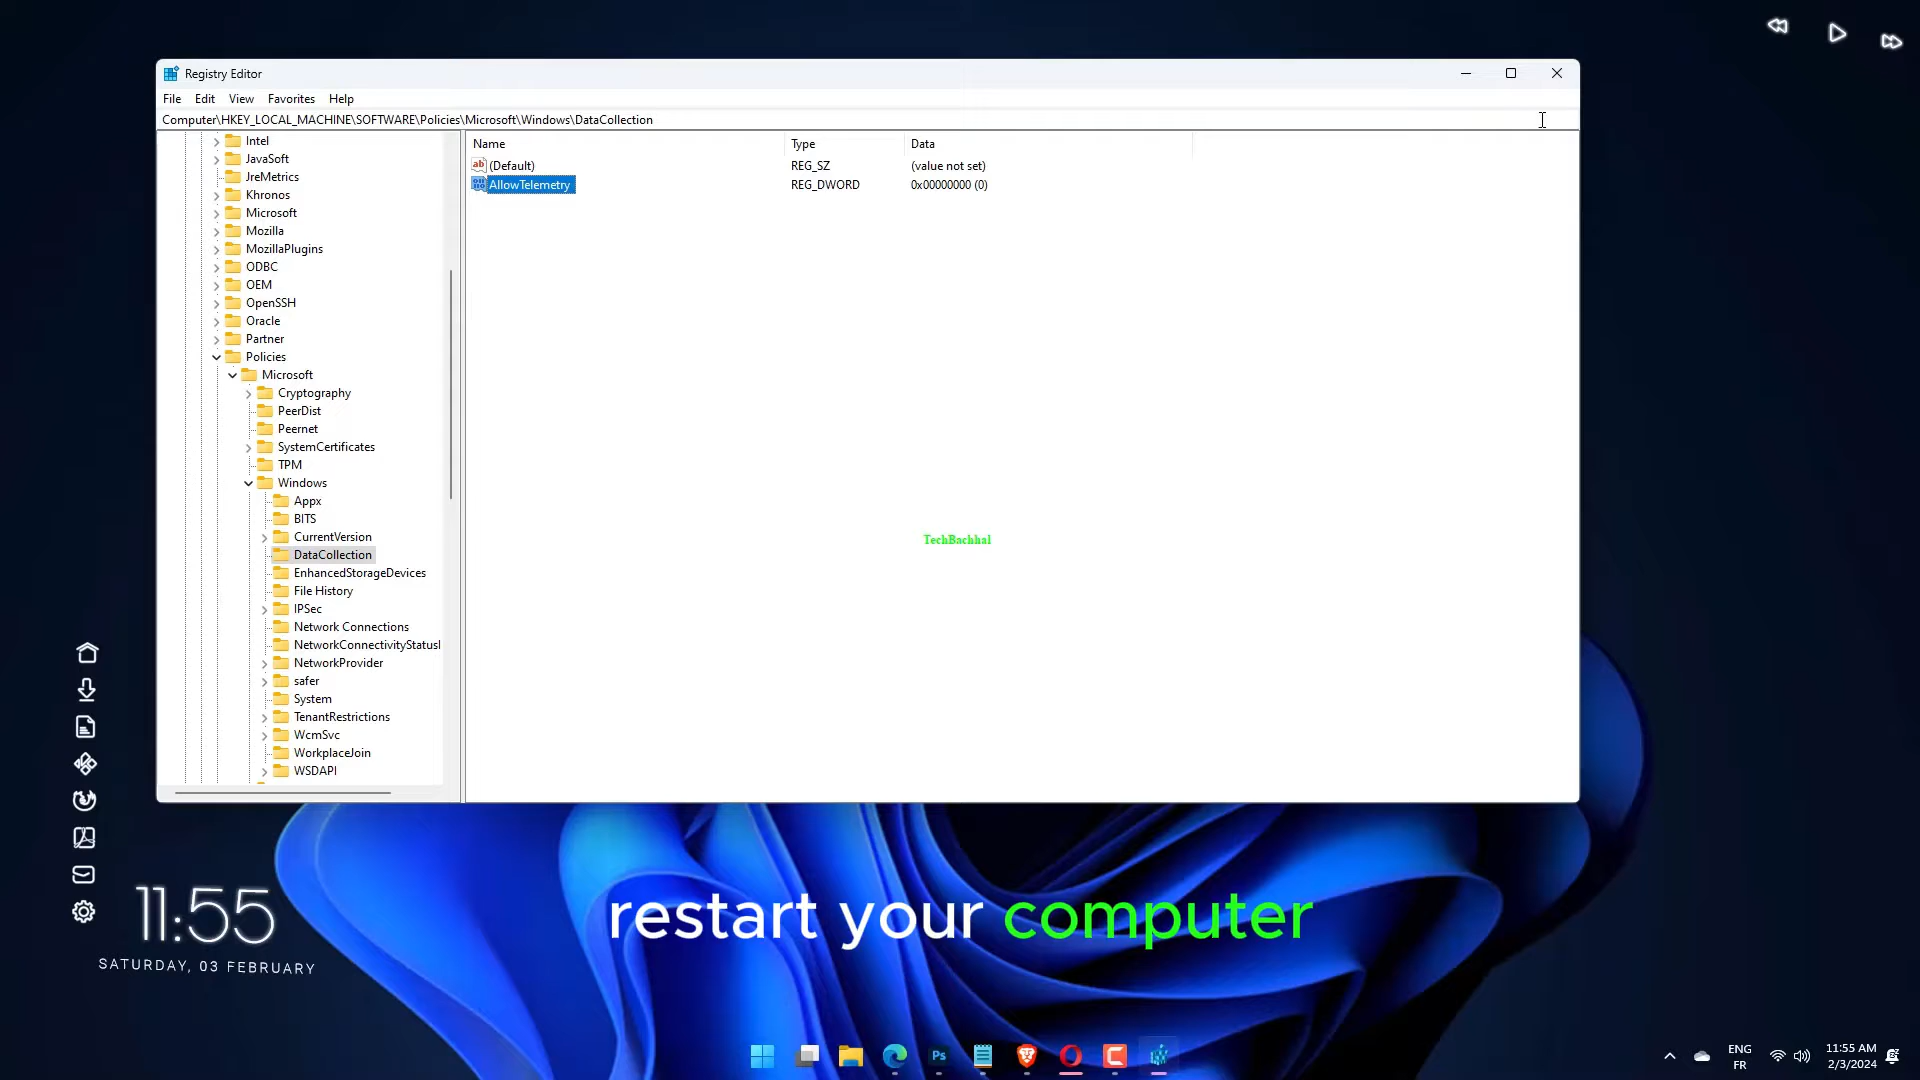 Registry Editor
File Edit View Favorites Help
Computer\HKEY_LOCAL_MACHINE\SOFTWARE\Policies\Microsoft\Windows\DataCollection
Intel
JavaSoft
JreMetrics
Khronos
Microsoft
Mozilla
MozillaPlugins
ODBC
OEM
OpenSSH
Oracle
Partner
Policies
Microsoft
Cryptography
PeerDist
Peernet
SystemCertificates
TPM
Windows
Appx
BITS
CurrentVersion
DataCollection
EnhancedStorageDevices
File History
IPSec
Network Connections
NetworkConnectivityStatusI
NetworkProvider
safer
System
TenantRestrictions
WcmSvc
WorkplaceJoin
WSDAPI
Name Type Data
ab (Default) REG_SZ (value not set)
AllowTelemetry REG_DWORD 0x00000000 (0)
TechBachhal
11:55
SATURDAY, 03 FEBRUARY
restart your computer
Ps
ENG
FR
11:55 AM
2/3/2024